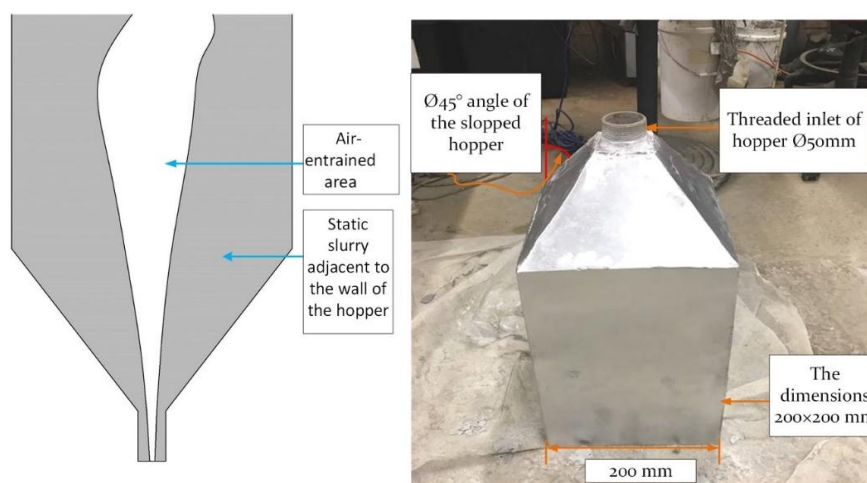 Air-
entrained
area
Static
slurry
adjacent to
the wall of
the hopper
Ø45° angle of
the slopped
hopper
Threaded inlet of
hopper Ø50mm
The
dimensions
200×200 mm
200 mm